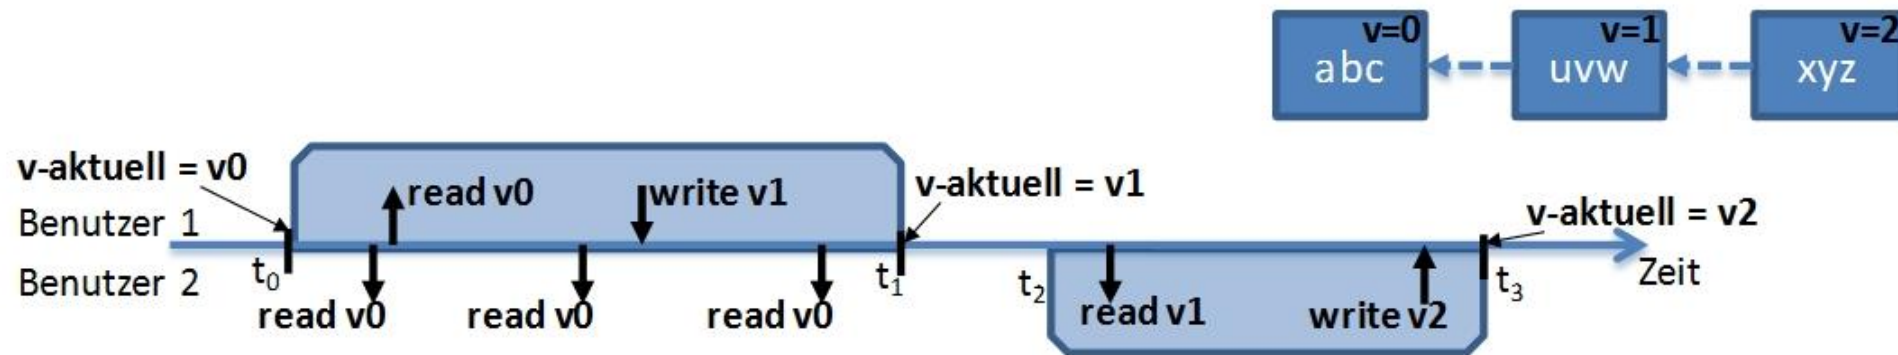 v=0
v=1
v=2
abc
uvw
xyz
v-aktuell = v0
read v0
write v1
v-aktuell = v1
v-aktuell = v2
Benutzer 1
Benutzer 2
t0
t1
t2
t3
Zeit
read v0
read v0
read v0
read v1
write v2